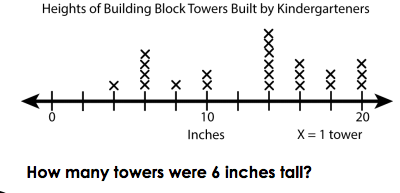 Heights of Building Block Towers Built by Kindergarteners
0 10 20
Inches X = 1 tower
How many towers were 6 inches tall?